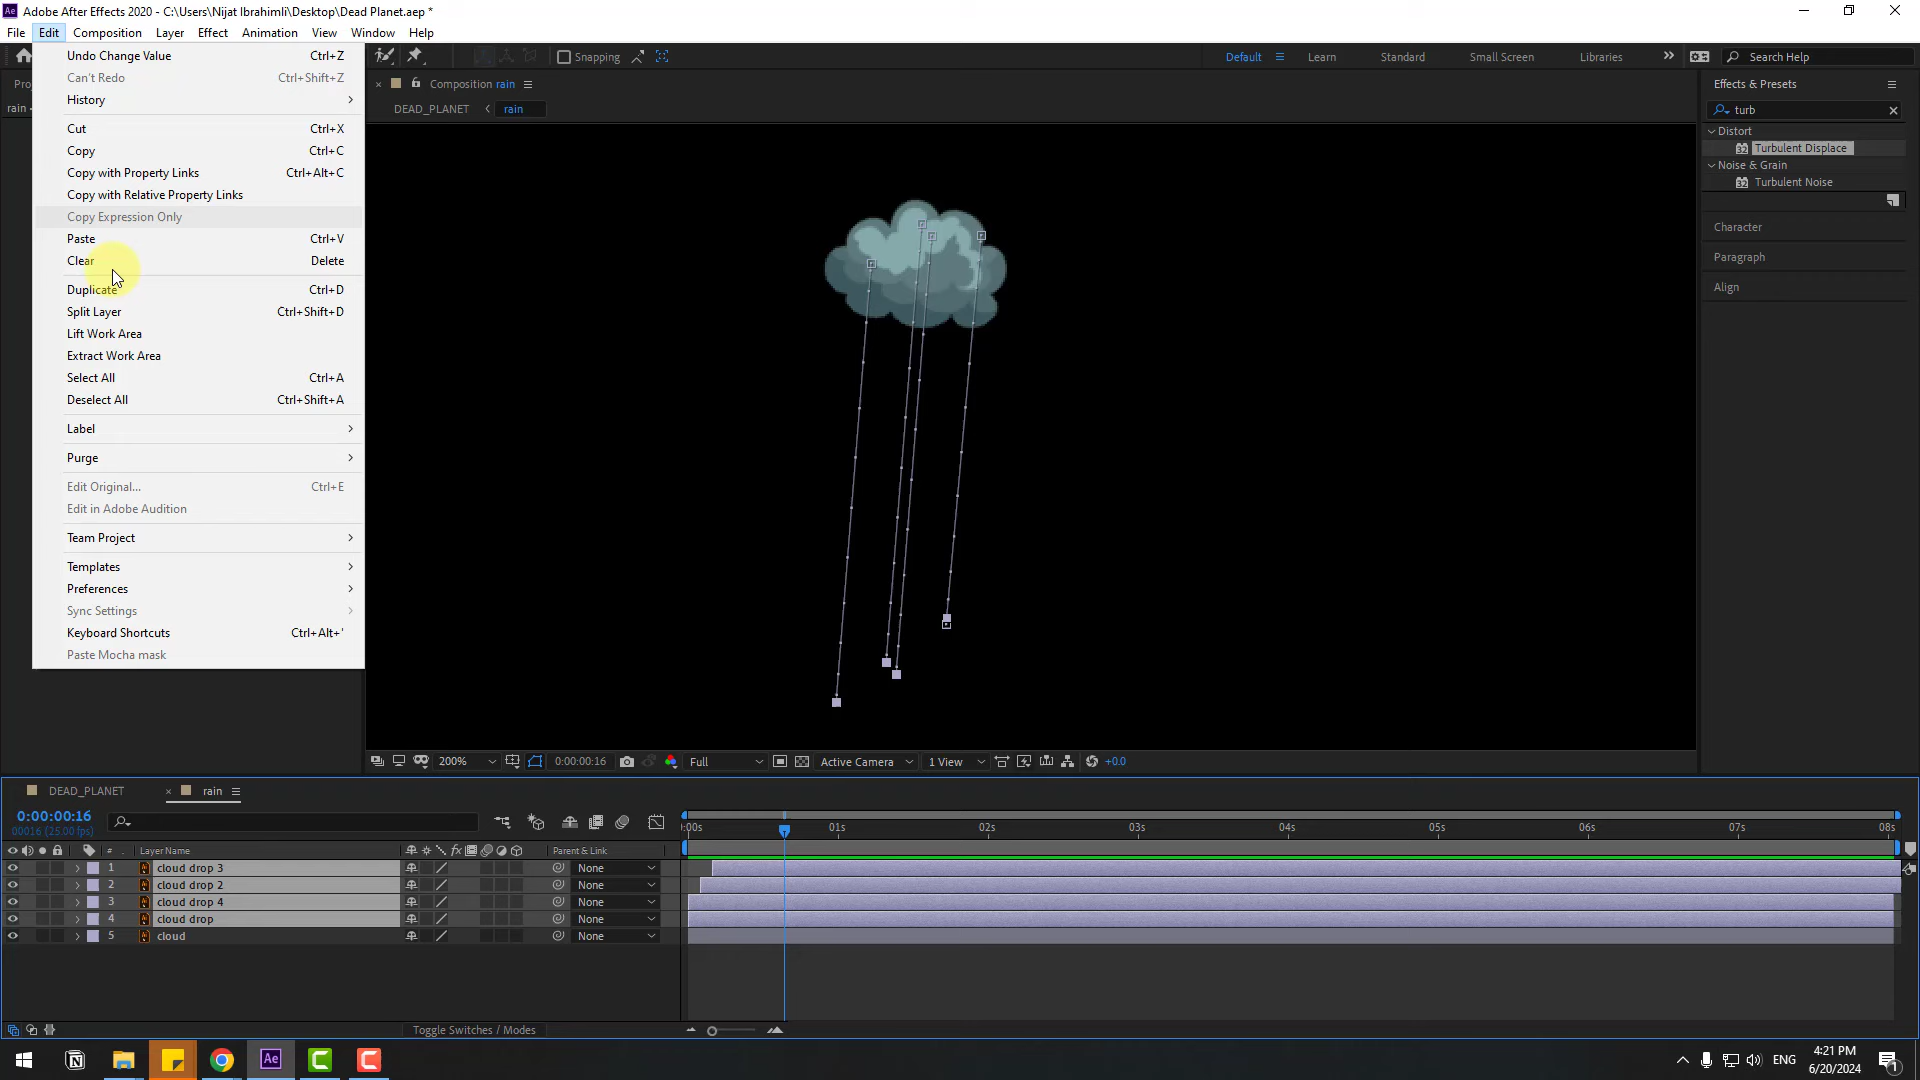 Adobe After Effects 2020 - C:\Users\Nijat Ibrahimli\Desktop\Dead Planet.aep *
File Edit Composition Layer Effect Animation View Window Help
Undo Change Value Ctrl+Z
Can't Redo Ctrl+Shift+Z
History
Cut Ctrl+X
Copy Ctrl+C
Copy with Property Links Ctrl+Alt+C
Copy with Relative Property Links
Copy Expression Only
Paste Ctrl+V
Clear Delete
Duplicate Ctrl+D
Split Layer Ctrl+Shift+D
Lift Work Area
Extract Work Area
Select All Ctrl+A
Deselect All Ctrl+Shift+A
Label
Purge
Edit Original... Ctrl+E
Edit in Adobe Audition
Team Project
Templates
Preferences
Sync Settings
Keyboard Shortcuts Ctrl+Alt+'
Paste Mocha mask
rain
Snapping
Default Learn Standard Small Screen Libraries Search Help
Composition rain
DEAD_PLANET rain
Effects & Presets
turb
Distort
32 Turbulent Displace
Noise & Grain
32 Turbulent Noise
Character
Paragraph
Align
200% 0:00:00:16 Full Active Camera 1 View +0.0
DEAD_PLANET rain
0:00:00:16
00016 (25.00 fps)
:00s 01s 02s 03s 04s 05s 06s 07s 08s
# Layer Name Parent & Link
1 cloud drop 3 None
2 cloud drop 2 None
3 cloud drop 4 None
4 cloud drop None
5 cloud None
Toggle Switches / Modes
Ae
ENG
4:21 PM
6/20/2024
1